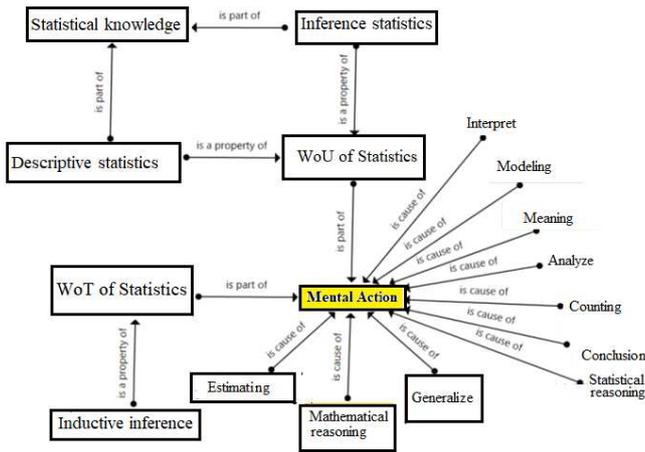 Statistical knowledge
is part of
Inference statistics
is part of
is a property of
Descriptive statistics
is a property of
WoU of Statistics
Interpret
Modeling
Meaning
Analyze
Counting
Conclusion
Statistical
reasoning
is cause of
is cause of
is cause of
is cause of
is cause of
is cause of
is cause of
is part of
WoT of Statistics
is part of
Mental Action
is a property of
Inductive inference
is cause of
is cause of
is cause of
Estimating
Mathematical
reasoning
Generalize